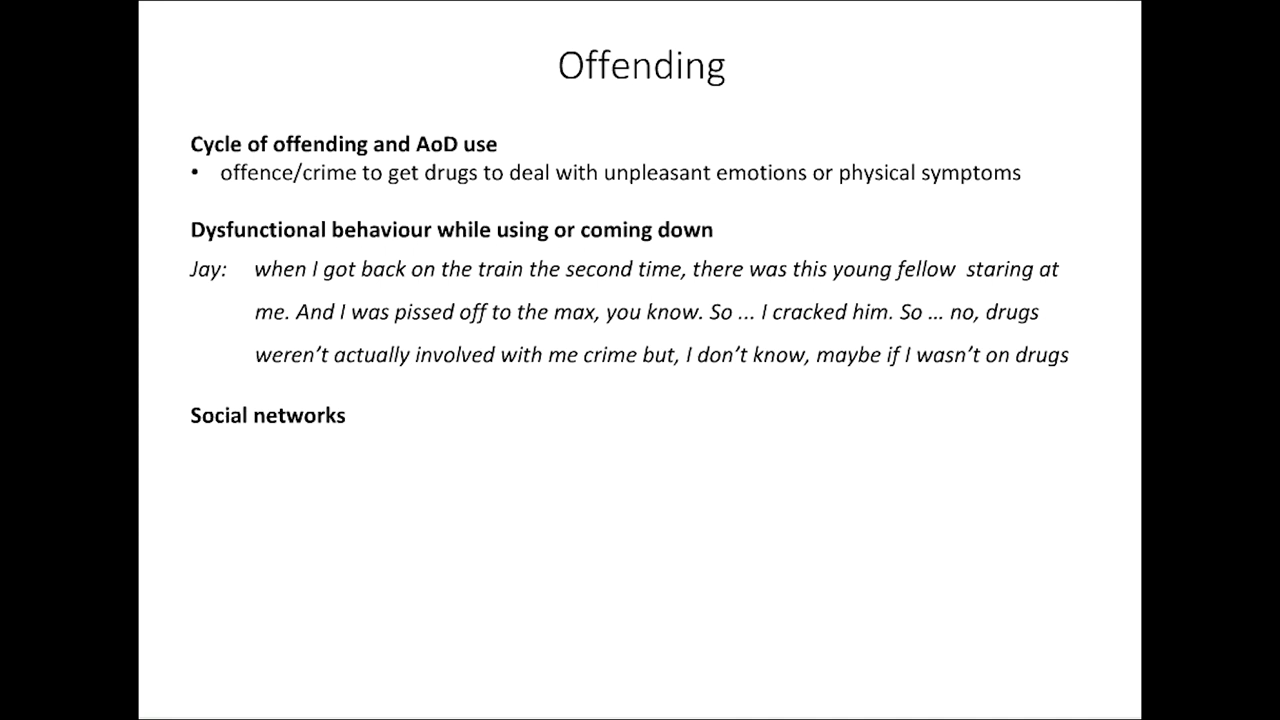 Offending
Cycle of offending and AoD use
• offence/crime to get drugs to deal with unpleasant emotions or physical symptoms
Dysfunctional behaviour while using or coming down
Jay: when I got back on the train the second time, there was this young fellow staring at
me. And I was pissed off to the max, you know. So ... I cracked him. So … no, drugs
weren’t actually involved with me crime but, I don’t know, maybe if I wasn’t on drugs
Social networks